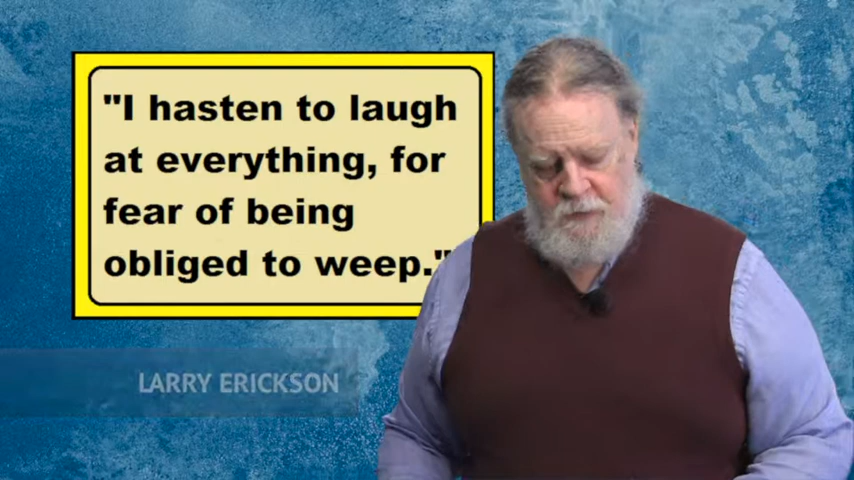 "I hasten to laugh
at everything, for
fear of being
obliged to weep."
LARRY ERICKSON